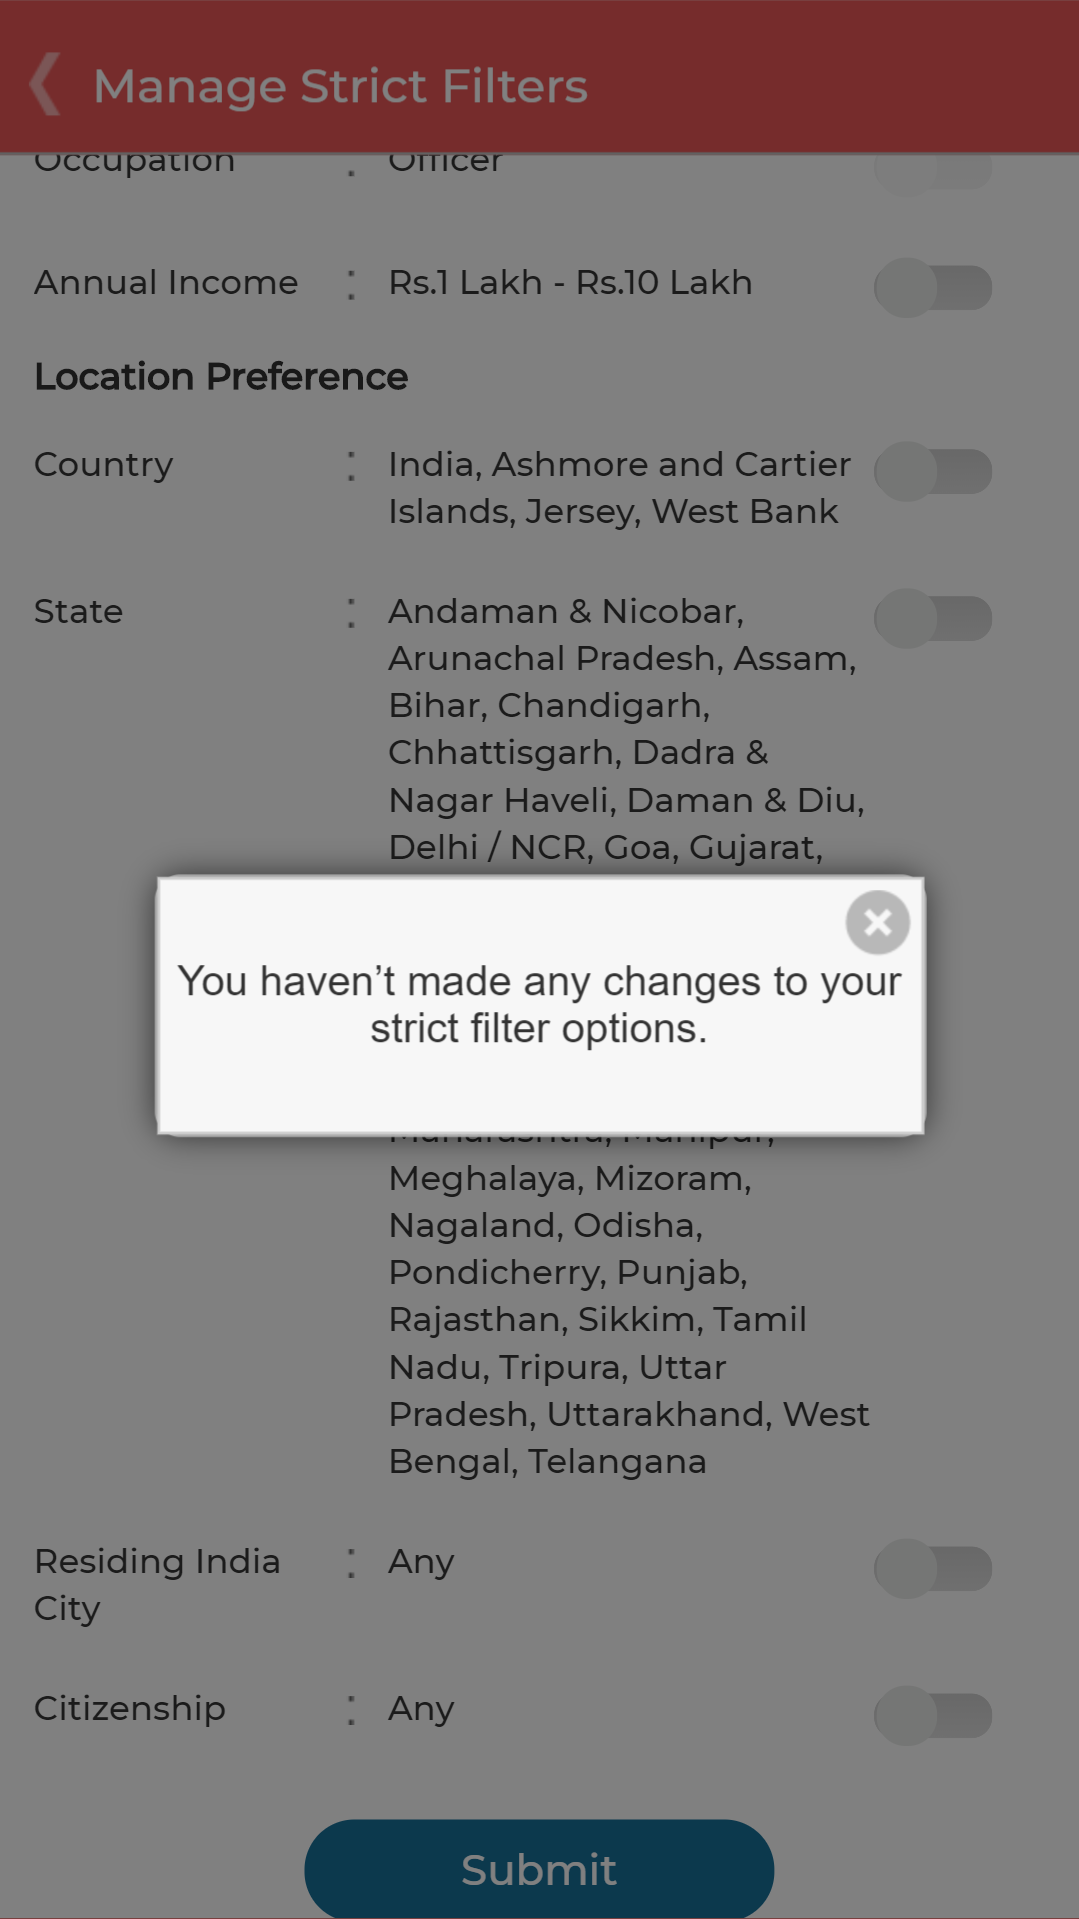 Manage Strict Filters
Occupation : Officer
Annual Income : Rs.1 Lakh - Rs.10 Lakh
Location Preference
Country : India, Ashmore and Cartier
Islands, Jersey, West Bank
State : Andaman & Nicobar,
Arunachal Pradesh, Assam,
Bihar, Chandigarh,
Chhattisgarh, Dadra &
Nagar Haveli, Daman & Diu,
Delhi / NCR, Goa, Gujarat,
You haven’t made any changes to your
strict filter options.
Maharashtra, Manipur,
Meghalaya, Mizoram,
Nagaland, Odisha,
Pondicherry, Punjab,
Rajasthan, Sikkim, Tamil
Nadu, Tripura, Uttar
Pradesh, Uttarakhand, West
Bengal, Telangana
Residing India : Any
City
Citizenship : Any
Submit